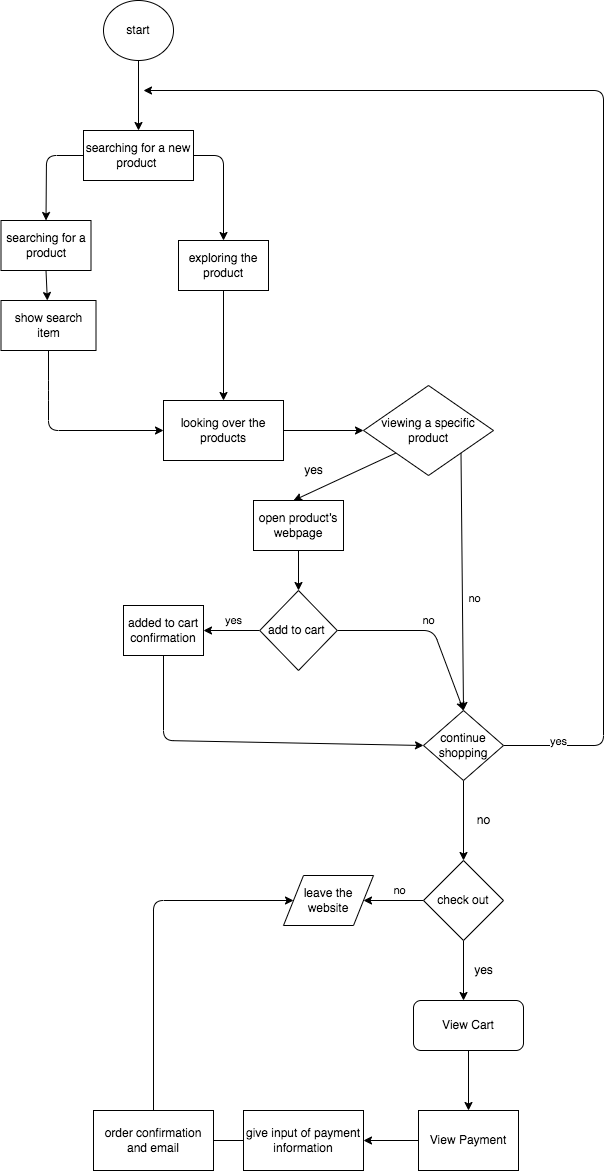 start
searching for a new
product
searching for a
product
exploring the
product
show search
item
looking over the
products
viewing a specific
product
yes
open product's
webpage
no
added to cart
confirmation
yes
add to cart
no
continue
shopping
yes
no
leave the
website
no
check out
yes
View Cart
order confirmation
and email
give input of payment
information
View Payment